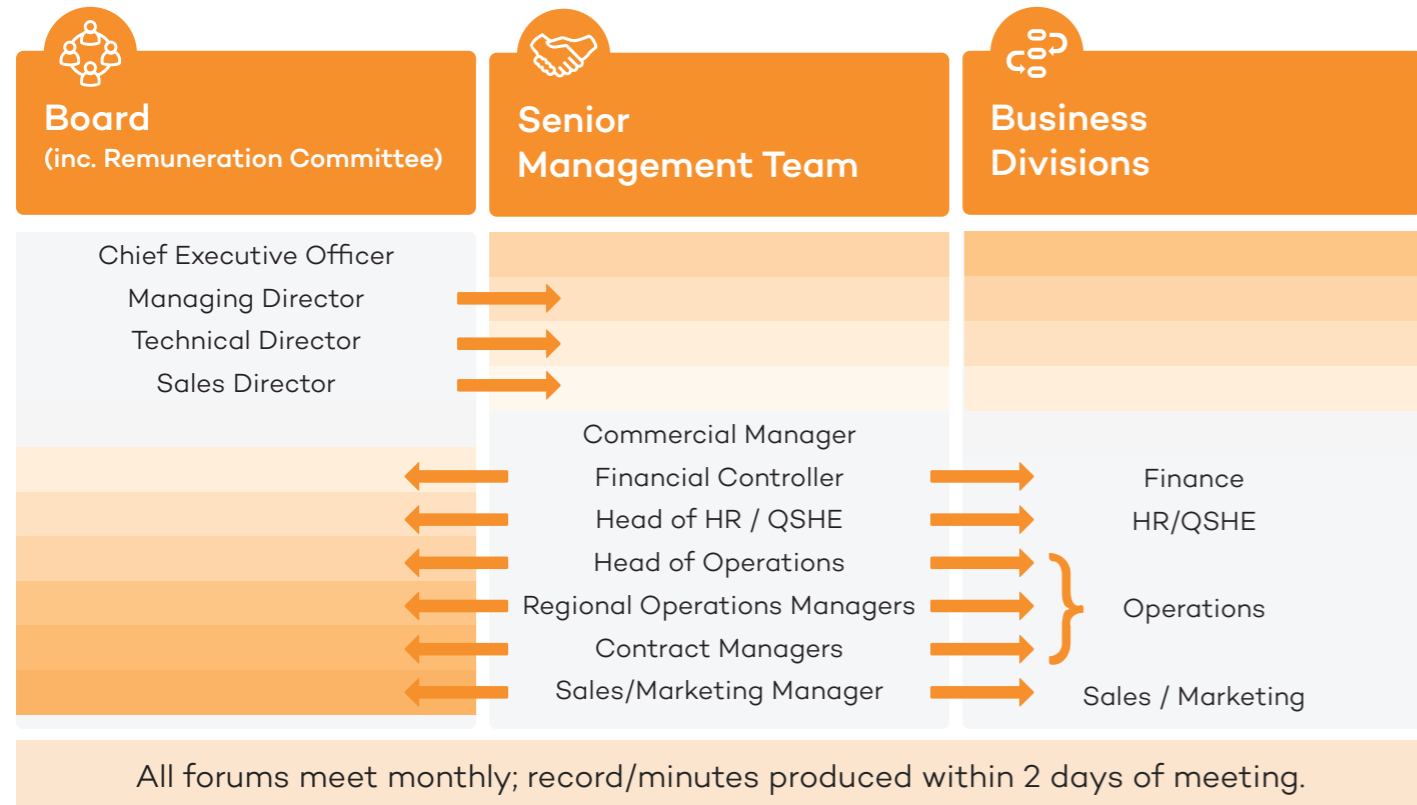 Board
(inc. Remuneration Committee)
Senior
Management Team
Business
Divisions
Chief Executive Officer
Managing Director
Technical Director
Sales Director
Commercial Manager
Financial Controller
Head of HR / QSHE
Head of Operations
Regional Operations Managers
Contract Managers
Sales/Marketing Manager
Finance
HR/QSHE
Operations
Sales / Marketing
All forums meet monthly; record/minutes produced within 2 days of meeting.